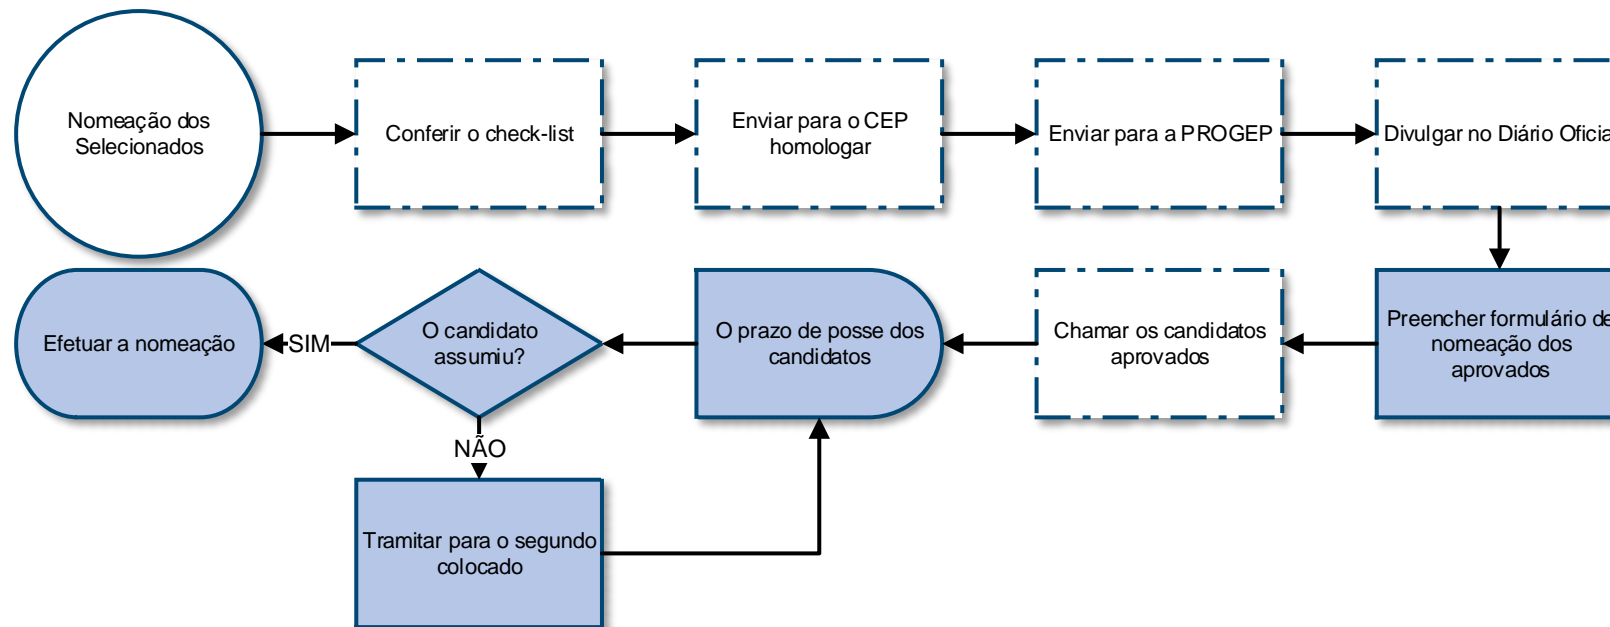 Nomeação dos
Selecionados
Conferir o check-list
Enviar para o CEP
homologar
Enviar para a PROGEP
Divulgar no Diário Oficia
Efetuar a nomeação
SIM
O candidato
assumiu?
O prazo de posse dos
candidatos
Chamar os candidatos
aprovados
Preencher formulário de
nomeação dos
aprovados
NÃO
Tramitar para o segundo
colocado